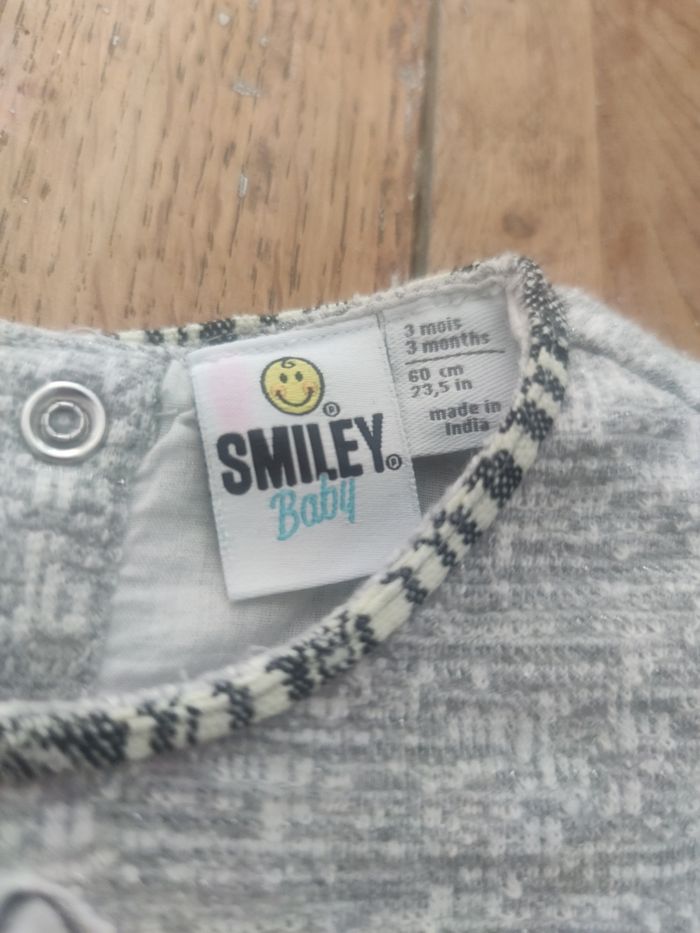 SMILEY
Baby
3 mois
3 months
60 cm
23,5 in
made in
India